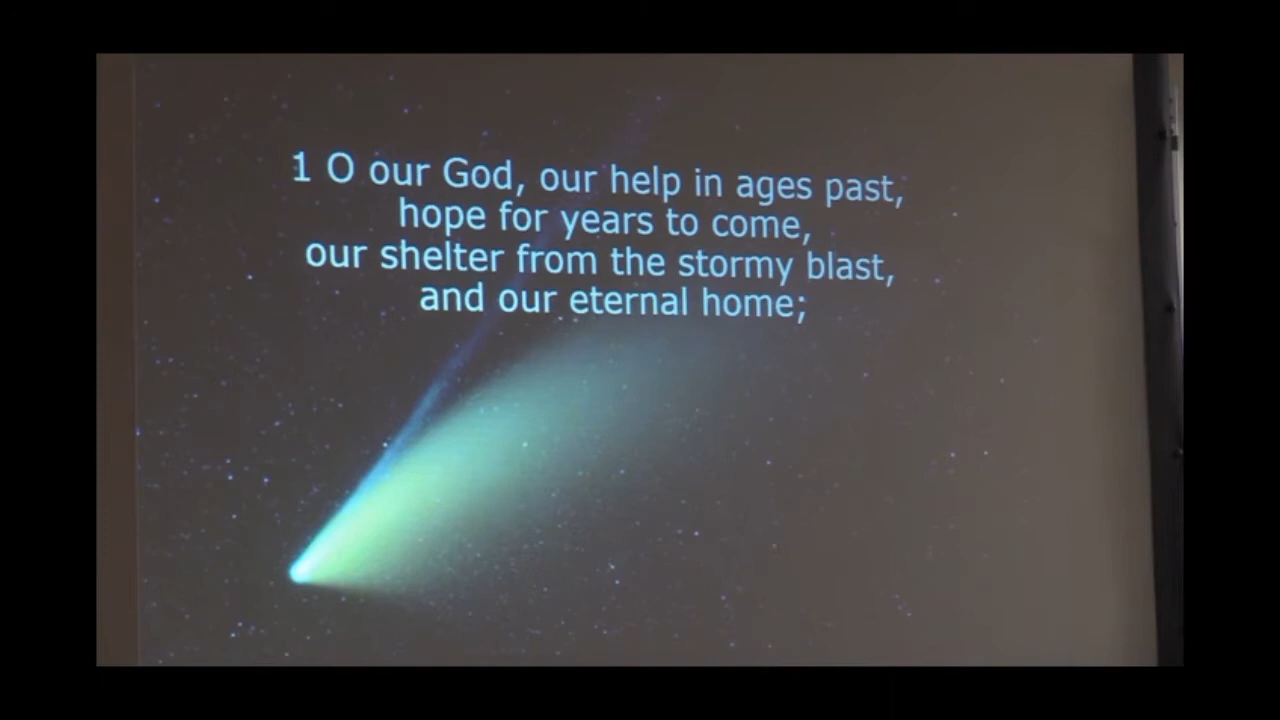 1 O our God, our help in ages past,
hope for years to come,
our shelter from the stormy blast,
and our eternal home;